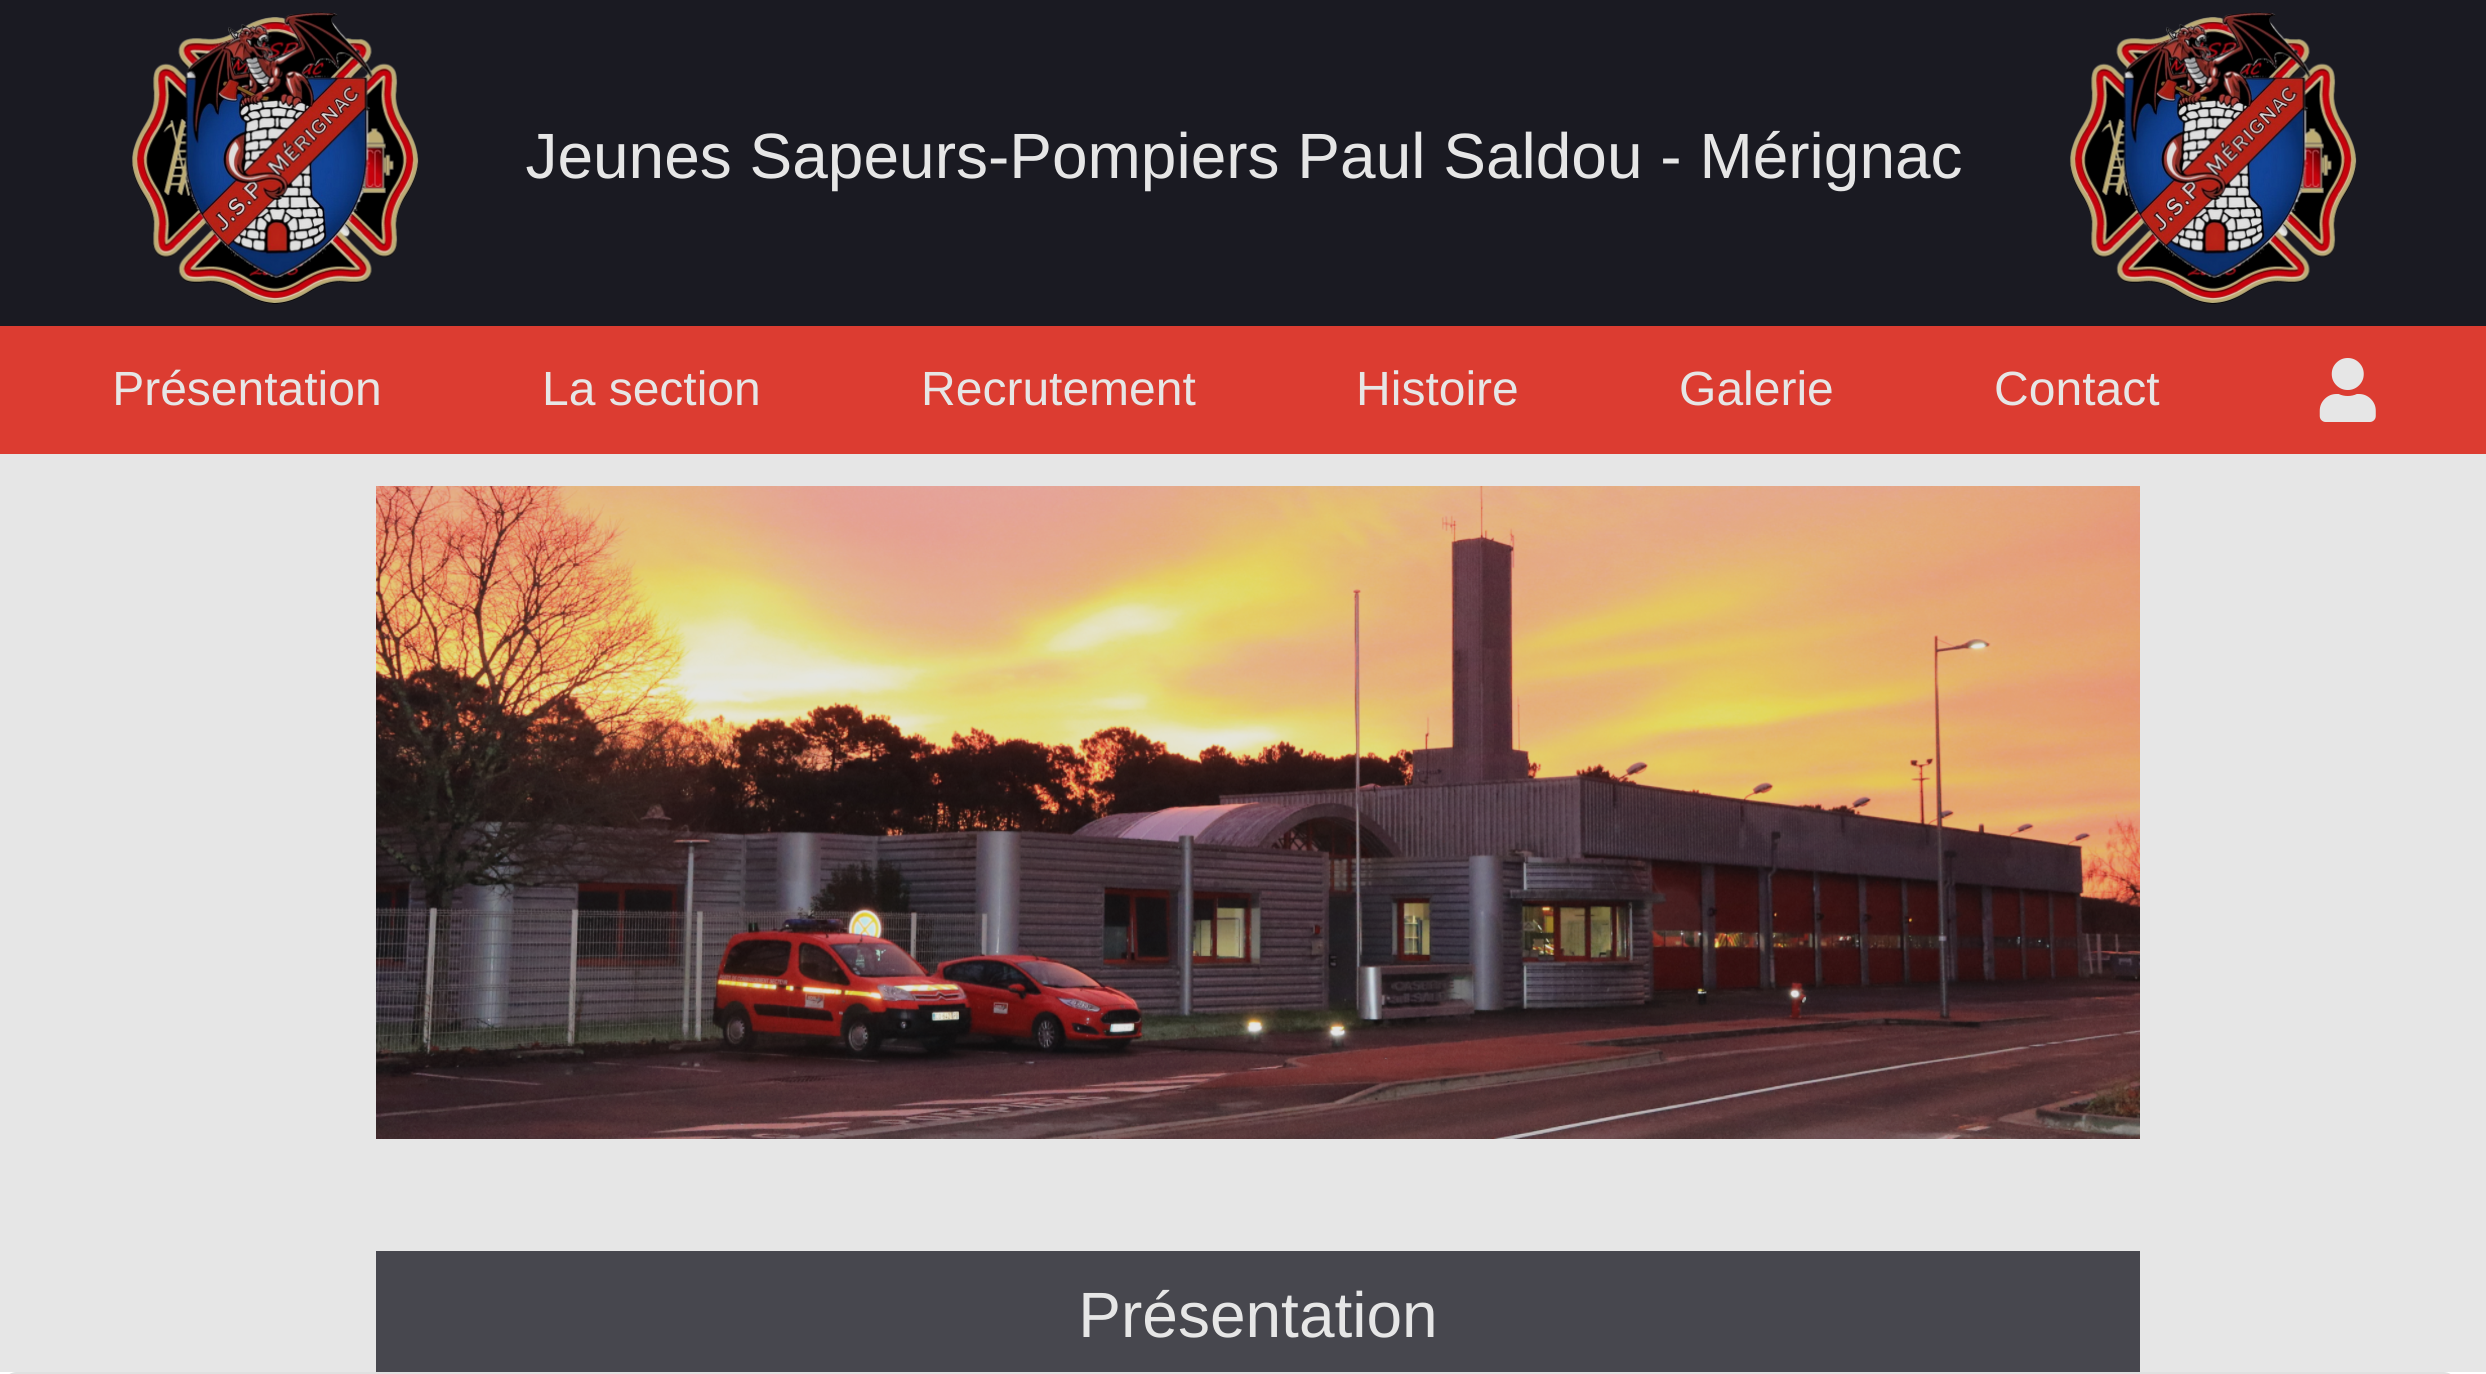 J.S.P MÉRIGNAC
Jeunes Sapeurs-Pompiers Paul Saldou - Mérignac
J.S.P MÉRIGNAC
Présentation
La section
Recrutement
Histoire
Galerie
Contact
Présentation